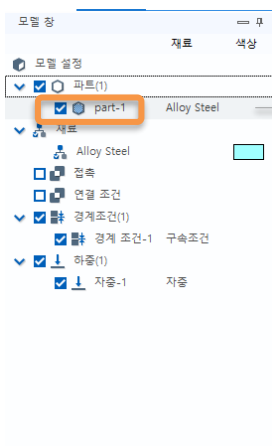 모델 창
재료 색상
모델 설정
파트(1)
part-1 Alloy Steel
재료
Alloy Steel
접촉
연결 조건
경계조건(1)
경계 조건-1 구속조건
하중(1)
자중-1 자중